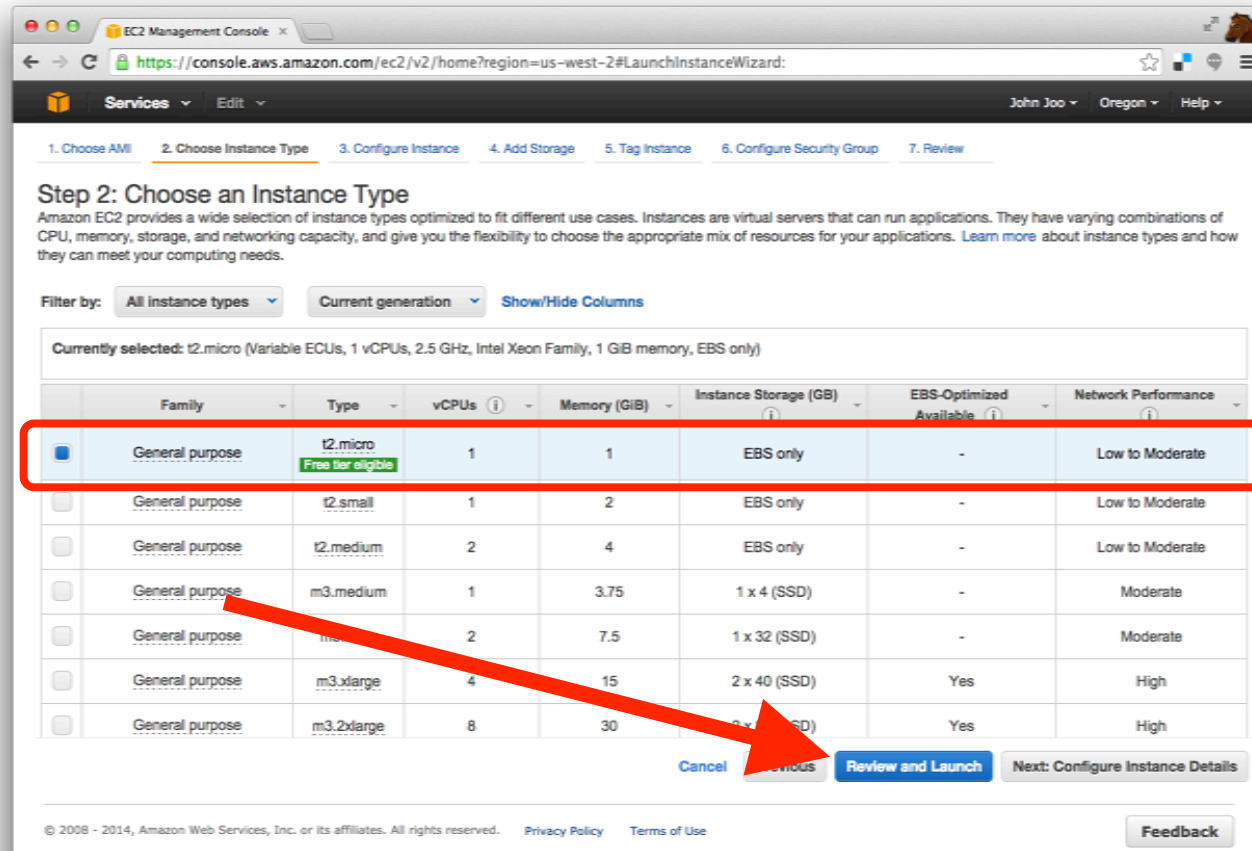 EC2 Management Console
https://console.aws.amazon.com/ec2/v2/home?region=us-west-2#LaunchInstanceWizard:
Services Edit John Joo Oregon Help
1. Choose AMI 2. Choose Instance Type 3. Configure Instance 4. Add Storage 5. Tag Instance 6. Configure Security Group 7. Review
Step 2: Choose an Instance Type
Amazon EC2 provides a wide selection of instance types optimized to fit different use cases. Instances are virtual servers that can run applications. They have varying combinations of
CPU, memory, storage, and networking capacity, and give you the flexibility to choose the appropriate mix of resources for your applications. Learn more about instance types and how
they can meet your computing needs.
Filter by: All instance types Current generation Show/Hide Columns
Currently selected: t2.micro (Variable ECUs, 1 vCPUs, 2.5 GHz, Intel Xeon Family, 1 GiB memory, EBS only)
Family Type vCPUs Memory (GiB) Instance Storage (GB) EBS-Optimized Available Network Performance
General purpose t2.micro 1 1 EBS only - Low to Moderate
Free tier eligible
General purpose t2.small 1 2 EBS only - Low to Moderate
General purpose t2.medium 2 4 EBS only - Low to Moderate
General purpose m3.medium 1 3.75 1 x 4 (SSD) - Moderate
General purpose 2 7.5 1 x 32 (SSD) - Moderate
General purpose m3.xlarge 4 15 2 x 40 (SSD) Yes High
General purpose m3.2xlarge 8 30 Yes High
Cancel Previous Review and Launch Next: Configure Instance Details
© 2008 - 2014, Amazon Web Services, Inc. or its affiliates. All rights reserved. Privacy Policy Terms of Use Feedback